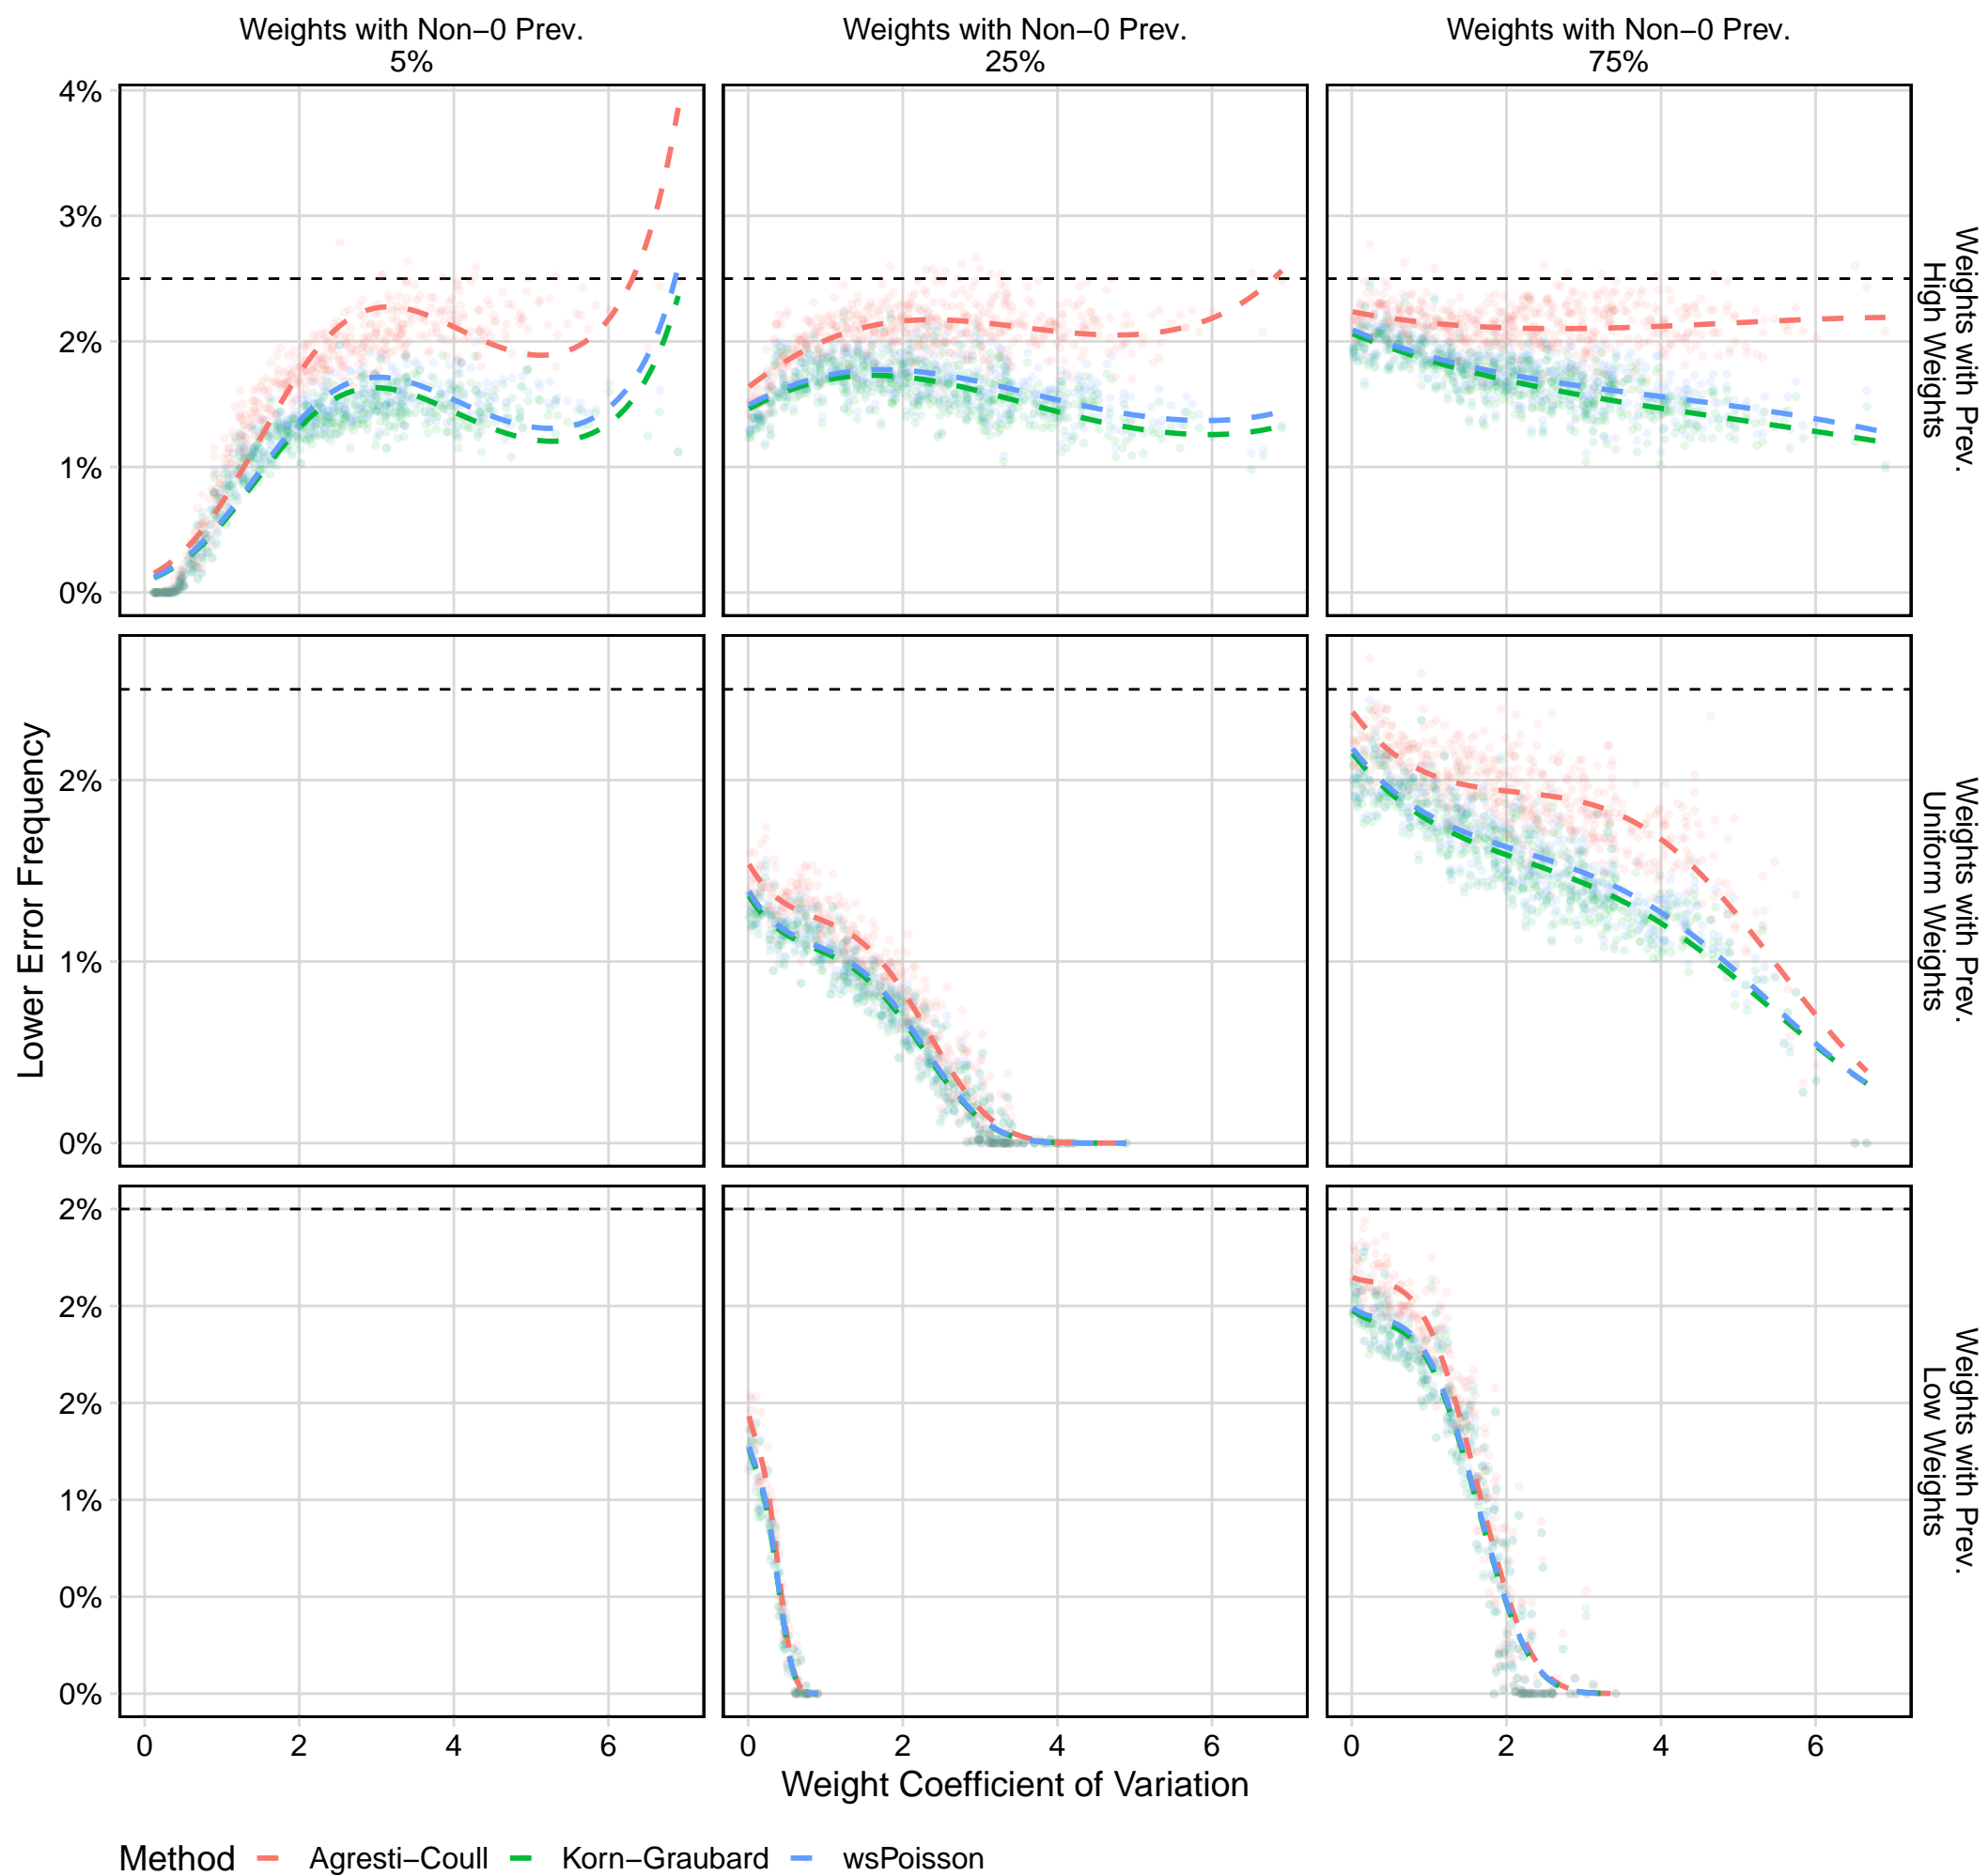 Weights with Non−0 Prev.
5%
Weights with Non−0 Prev.
25%
Weights with Non−0 Prev.
75%
4%
3%
2%
1%
0%
Weights with Prev.
High Weights
2%
1%
0%
Weights with Prev.
Uniform Weights
2%
2%
2%
1%
0%
0%
Weights with Prev.
Low Weights
Lower Error Frequency
0 2 4 6
0 2 4 6
0 2 4 6
Weight Coefficient of Variation
Method Agresti−Coull Korn−Graubard wsPoisson